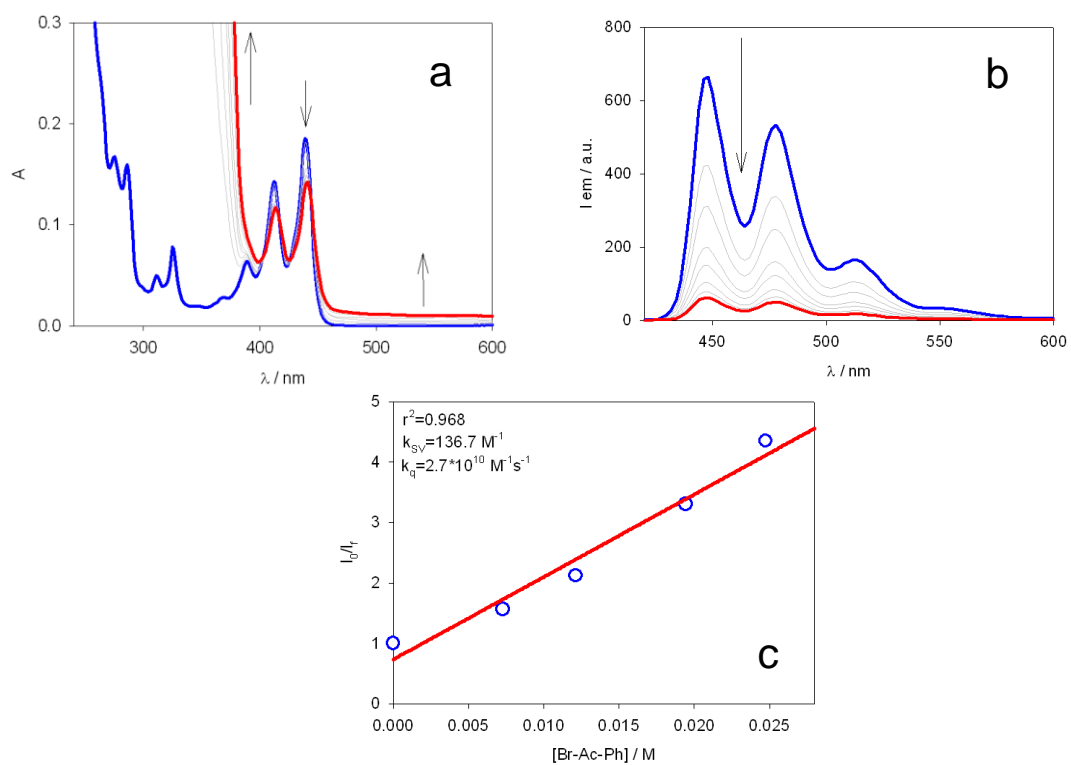 0.3
0.2
0.1
0.0
A
300
400
500
600
λ / nm
a
800
600
400
200
0
I em / a.u.
450
500
550
600
λ / nm
b
5
4
3
2
1
0
I₀/I_f
r²=0.968
k_SV=136.7 M⁻¹
k_q=2.7*10¹⁰ M⁻¹s⁻¹
c
0.000
0.005
0.010
0.015
0.020
0.025
[Br-Ac-Ph] / M